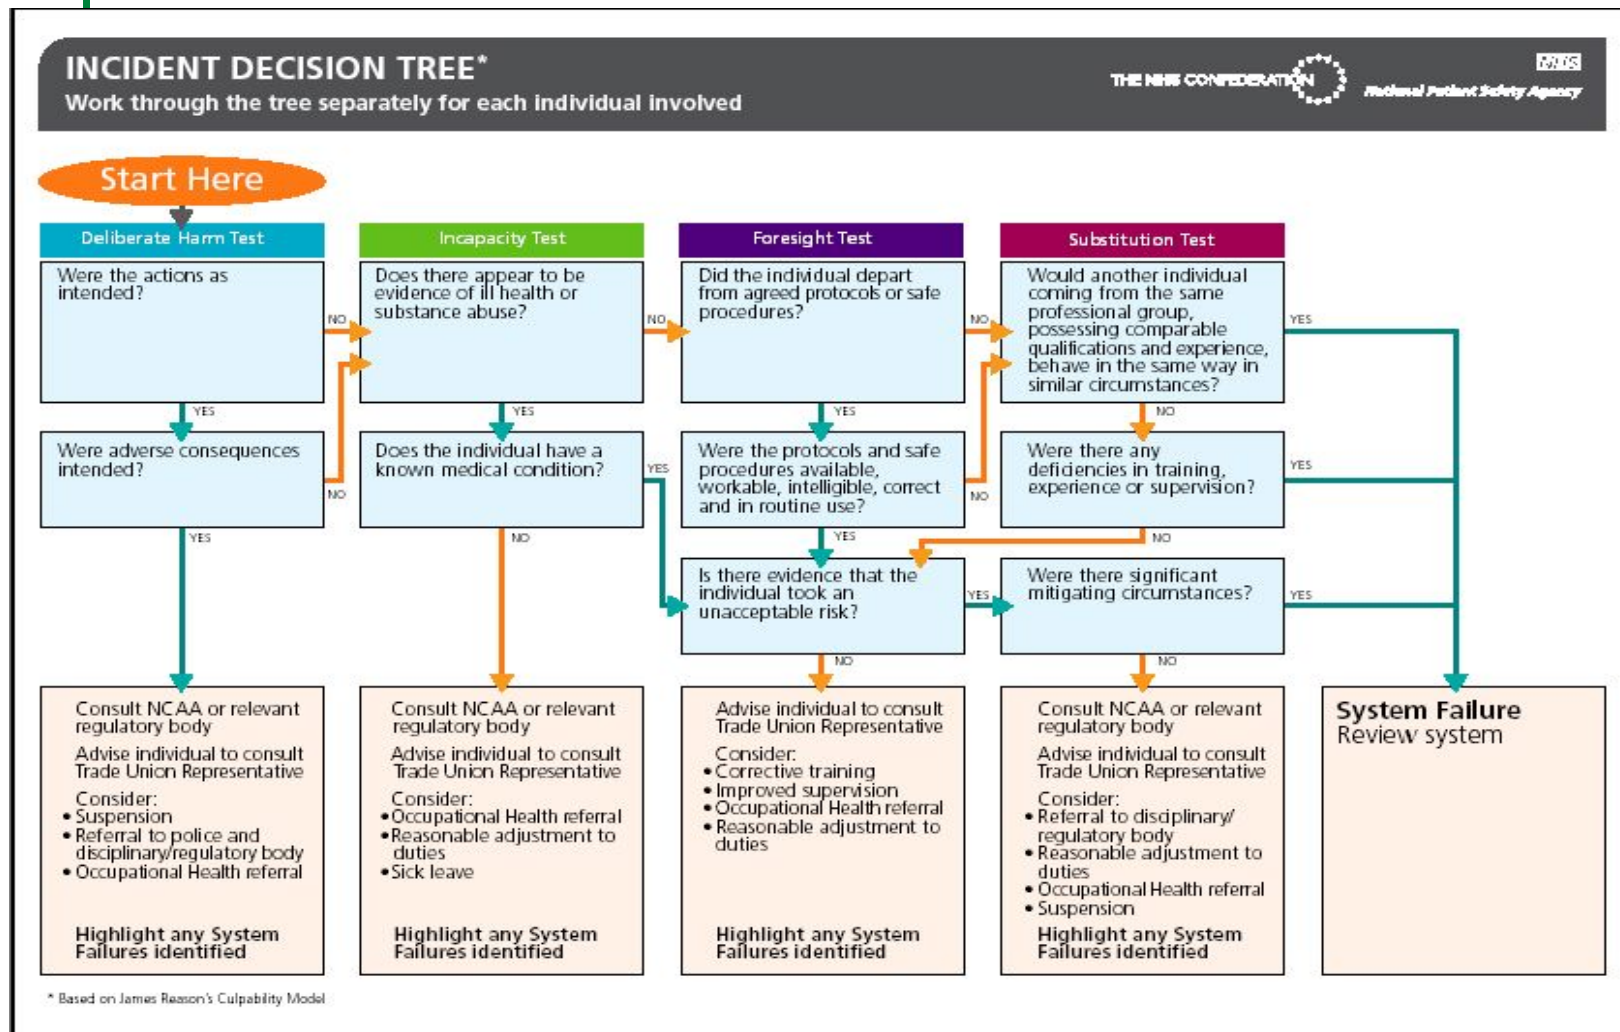 INCIDENT DECISION TREE*
Work through the tree separately for each individual involved
THE NHS CONFEDERATION
NHS
National Patient Safety Agency
Start Here
Deliberate Harm Test
Were the actions as
intended?
NO
YES
Were adverse consequences
intended?
NO
YES
Consult NCAA or relevant
regulatory body
Advise individual to consult
Trade Union Representative
Consider:
• Suspension
• Referral to police and
disciplinary/regulatory body
• Occupational Health referral
Highlight any System
Failures identified
Incapacity Test
Does there appear to be
evidence of ill health or
substance abuse?
NO
YES
Does the individual have a
known medical condition?
YES
NO
Consult NCAA or relevant
regulatory body
Advise individual to consult
Trade Union Representative
Consider:
• Occupational Health referral
• Reasonable adjustment to
duties
• Sick leave
Highlight any System
Failures identified
Foresight Test
Did the individual depart
from agreed protocols or safe
procedures?
NO
YES
Were the protocols and safe
procedures available,
workable, intelligible, correct
and in routine use?
NO
YES
Is there evidence that the
individual took an
unacceptable risk?
YES
NO
Advise individual to consult
Trade Union Representative
Consider:
• Corrective training
• Improved supervision
• Occupational Health referral
• Reasonable adjustment to
duties
Highlight any System
Failures identified
Substitution Test
Would another individual
coming from the same
professional group,
possessing comparable
qualifications and experience,
behave in the same way in
similar circumstances?
YES
NO
Were there any
deficiencies in training,
experience or supervision?
YES
NO
Were there significant
mitigating circumstances?
YES
NO
Consult NCAA or relevant
regulatory body
Advise individual to consult
Trade Union Representative
Consider:
• Referral to disciplinary/
regulatory body
• Reasonable adjustment to
duties
• Occupational Health referral
• Suspension
Highlight any System
Failures identified
System Failure
Review system
* Based on James Reason's Culpability Model